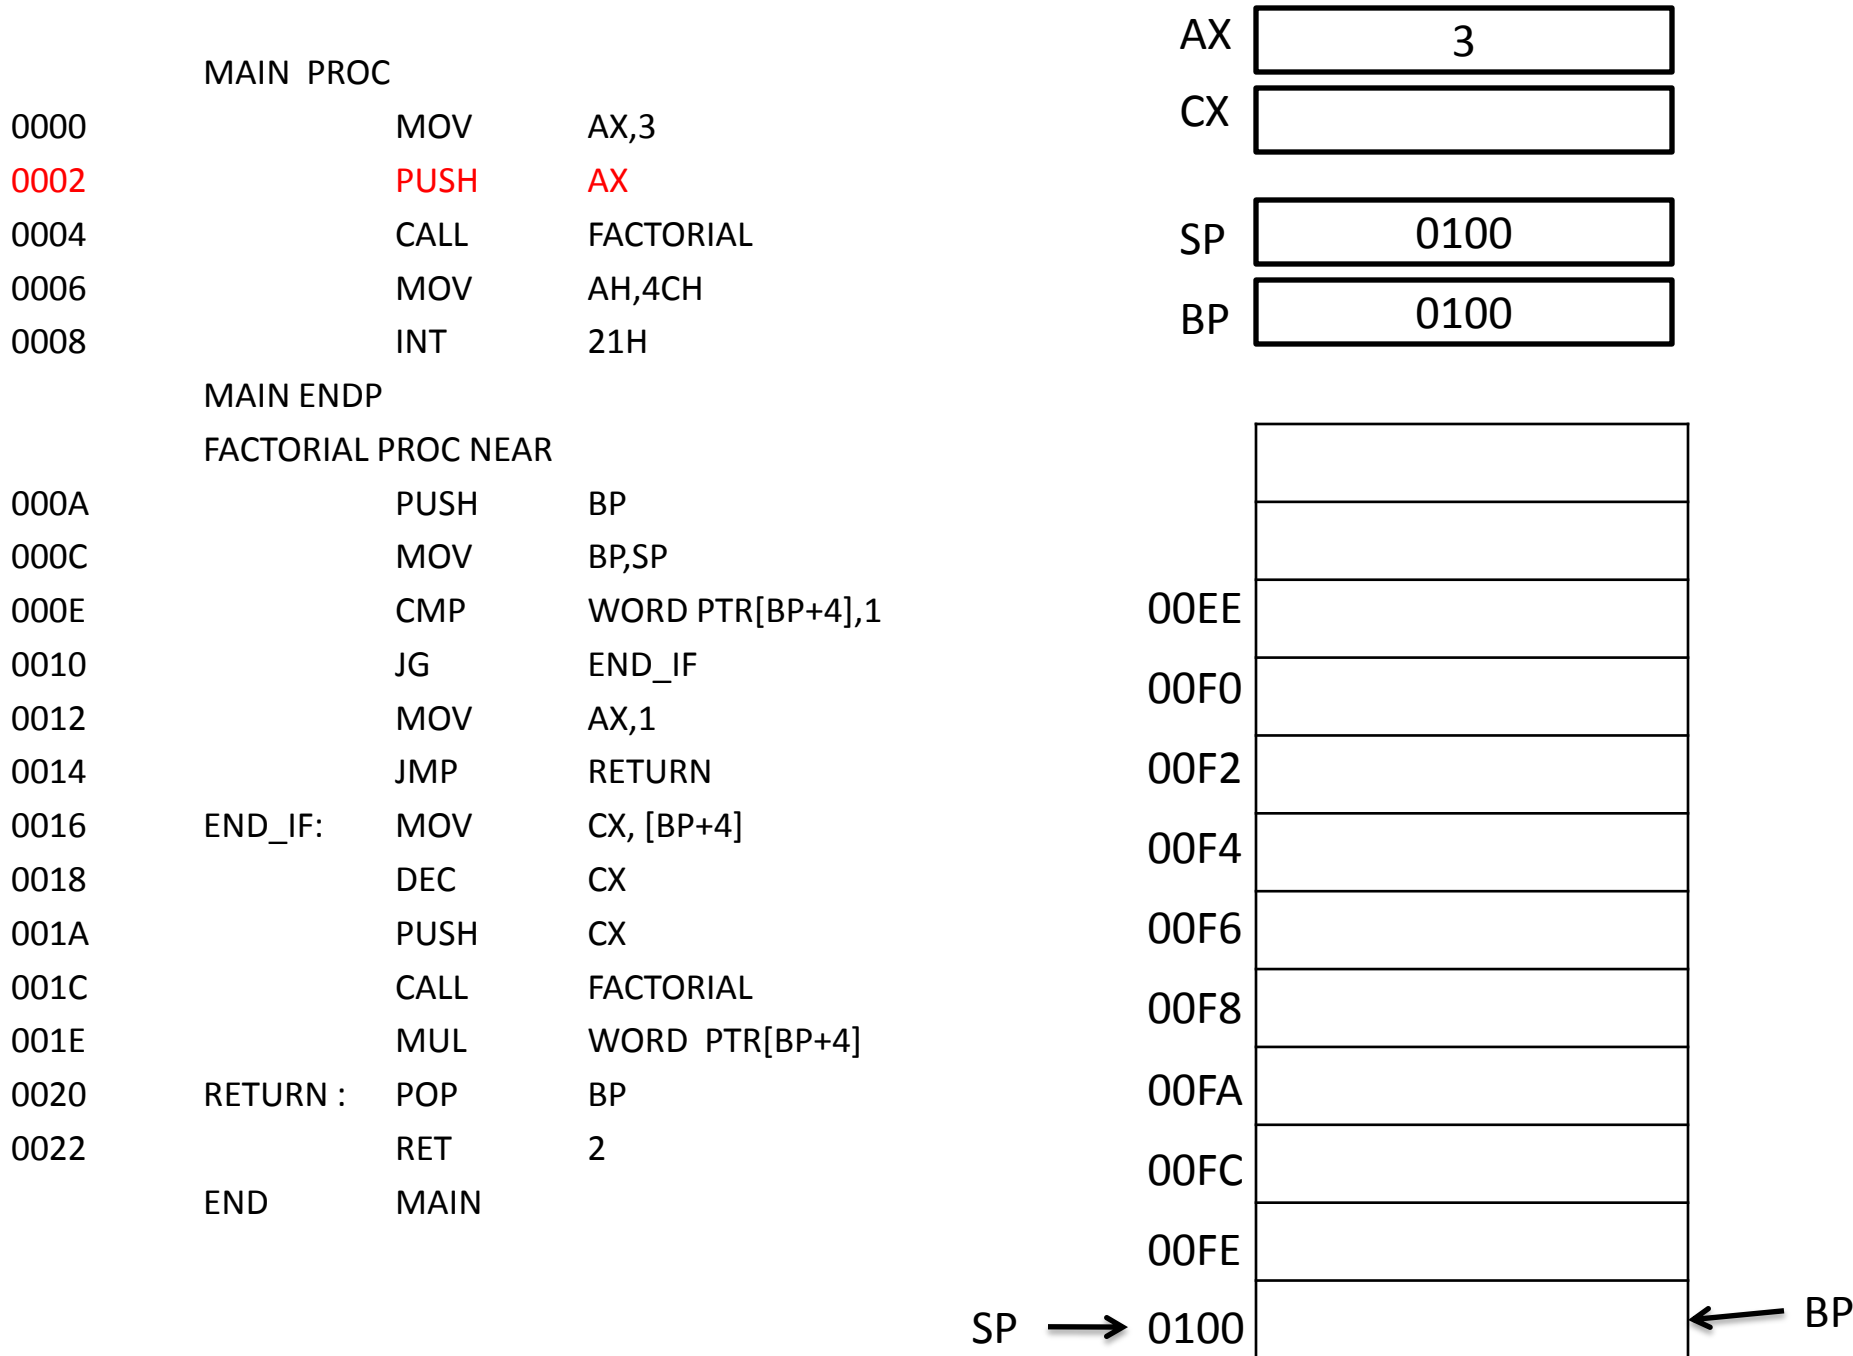 MAIN PROC
0000 MOV AX,3
0002 PUSH AX
0004 CALL FACTORIAL
0006 MOV AH,4CH
0008 INT 21H
MAIN ENDP
FACTORIAL PROC NEAR
000A PUSH BP
000C MOV BP,SP
000E CMP WORD PTR[BP+4],1
0010 JG END_IF
0012 MOV AX,1
0014 JMP RETURN
0016 END_IF: MOV CX, [BP+4]
0018 DEC CX
001A PUSH CX
001C CALL FACTORIAL
001E MUL WORD PTR[BP+4]
0020 RETURN : POP BP
0022 RET 2
END MAIN
AX 3
CX
SP 0100
BP 0100
00EE
00F0
00F2
00F4
00F6
00F8
00FA
00FC
00FE
SP 0100 BP